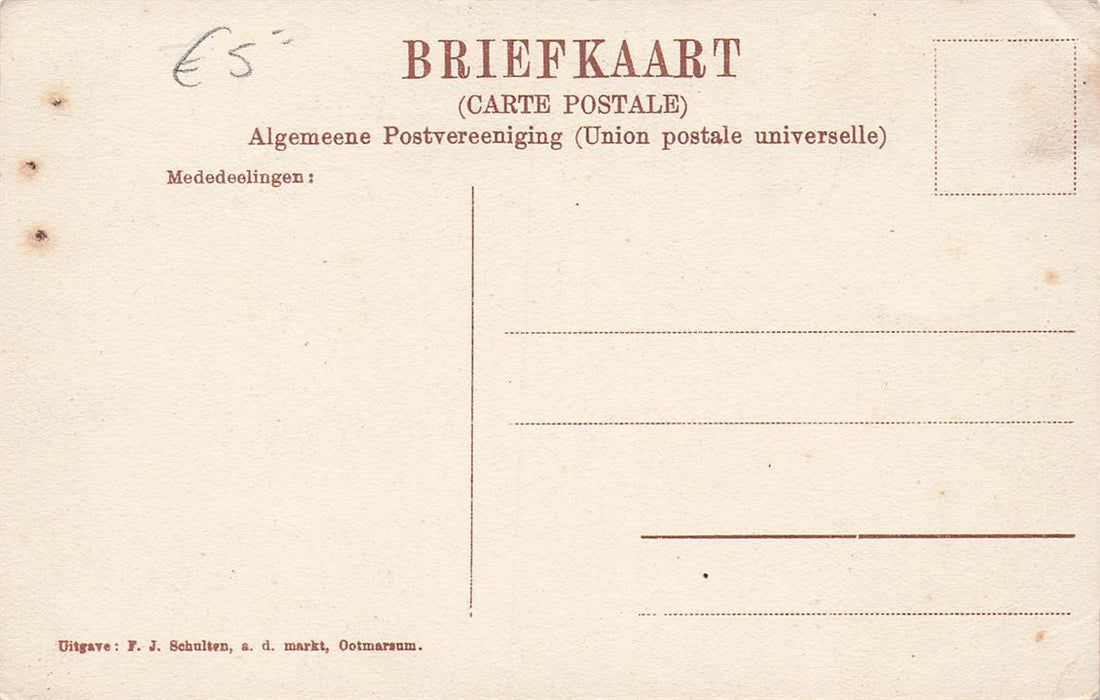 € 5-
BRIEFKAART
(CARTE POSTALE)
Algemeene Postvereeniging (Union postale universelle)
Mededeelingen:
Uitgave: F. J. Schulten, a. d. markt, Ootmarsum.